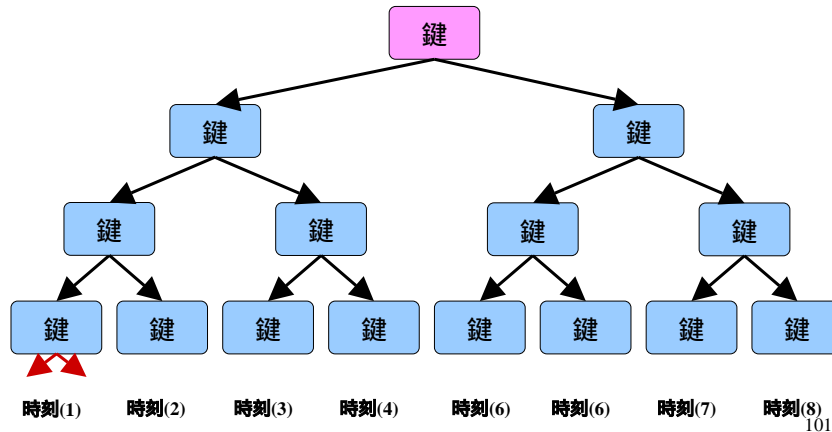 鍵
鍵 鍵
鍵 鍵 鍵 鍵
鍵 鍵 鍵 鍵 鍵 鍵 鍵 鍵
時刻(1) 時刻(2) 時刻(3) 時刻(4) 時刻(6) 時刻(6) 時刻(7) 時刻(8)
101